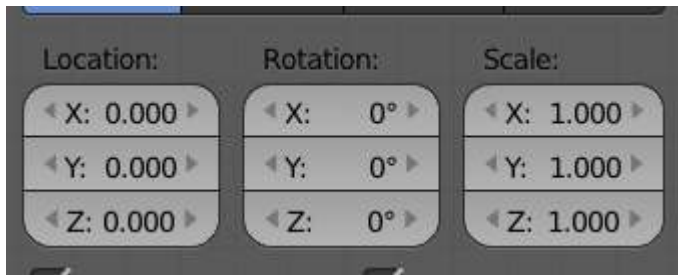 Location: Rotation: Scale:
X: 0.000 X: 0° X: 1.000
Y: 0.000 Y: 0° Y: 1.000
Z: 0.000 Z: 0° Z: 1.000